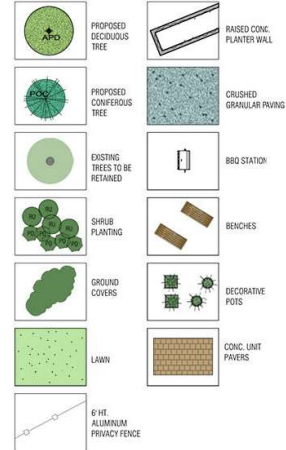 APD
PROPOSED
DECIDUOUS
TREE
POC
PROPOSED
CONIFEROUS
TREE
EXISTING
TREES TO BE
RETAINED
SHRUB
PLANTING
GROUND
COVERS
LAWN
6' HT.
ALUMINUM
PRIVACY FENCE
RAISED CONC.
PLANTER WALL
CRUSHED
GRANULAR PAVING
BBQ STATION
BENCHES
DECORATIVE
POTS
CONC. UNIT
PAVERS